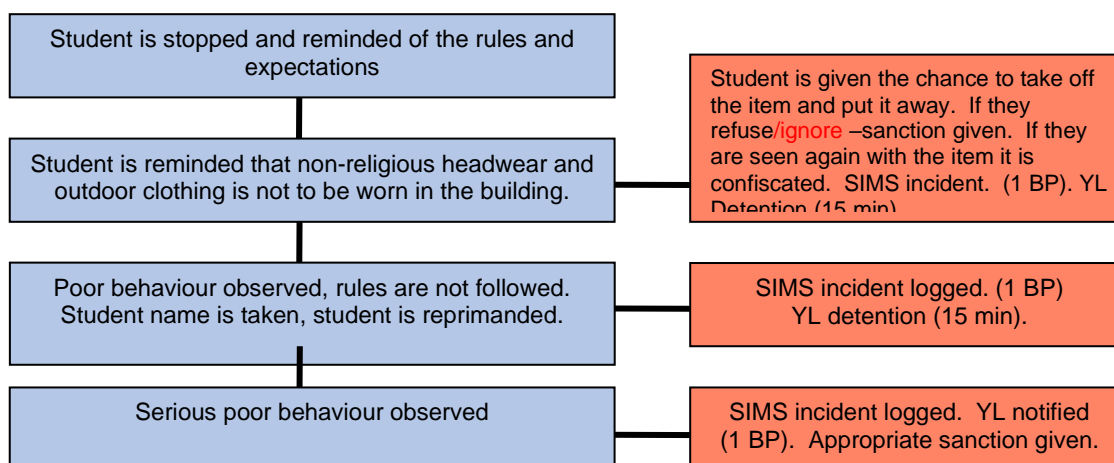 Student is stopped and reminded of the rules and
expectations
Student is given the chance to take off
the item and put it away.  If they
refuse/ignore –sanction given.  If they
are seen again with the item it is
confiscated.  SIMS incident.  (1 BP). YL
Detention (15 min)
Student is reminded that non-religious headwear and
outdoor clothing is not to be worn in the building.
Poor behaviour observed, rules are not followed.
Student name is taken, student is reprimanded.
SIMS incident logged. (1 BP)
YL detention (15 min).
Serious poor behaviour observed
SIMS incident logged.  YL notified
(1 BP).  Appropriate sanction given.